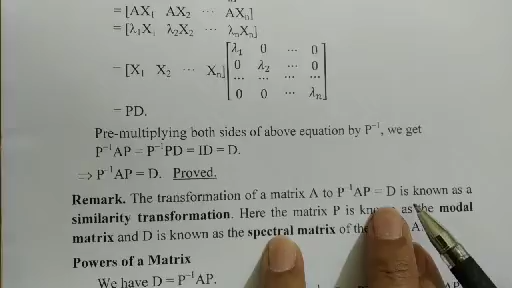 = [AX₁ AX₂ ⋯ AXₙ]
= [λ₁X₁ λ₂X₂ ⋯ λₙXₙ]
= [X₁ X₂ ⋯ Xₙ] [λ₁ 0 ⋯ 0
0 λ₂ ⋯ 0
⋯ ⋯ ⋯ ⋯
0 0 ⋯ λₙ]
= PD.
Pre-multiplying both sides of above equation by P⁻¹, we get
P⁻¹AP = P⁻¹PD = ID = D.
⇒ P⁻¹AP = D. Proved.
Remark. The transformation of a matrix A to P⁻¹AP = D is known as a
similarity transformation. Here the matrix P is as the modal
matrix and D is known as the spectral matrix of the A.
Powers of a Matrix
We have D = P⁻¹AP.